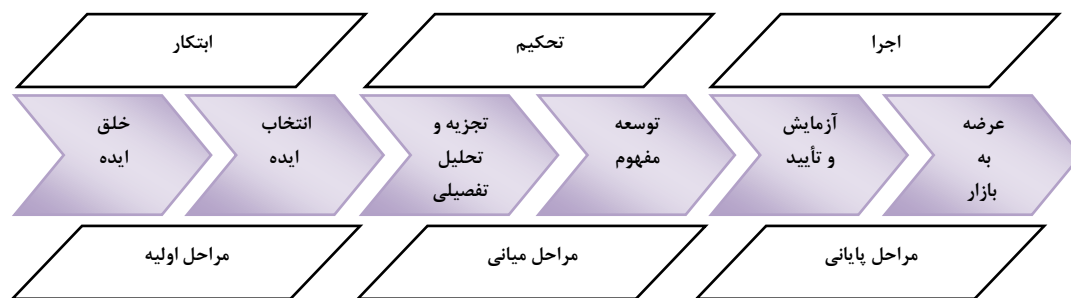 ابتکار
تحکیم
اجرا
خلق
ایده
انتخاب
ایده
تجزیه و
تحلیل
تفصیلی
توسعه
مفهوم
آزمایش
و تأیید
عرضه
به
بازار
مراحل اولیه
مراحل میانی
مراحل پایانی